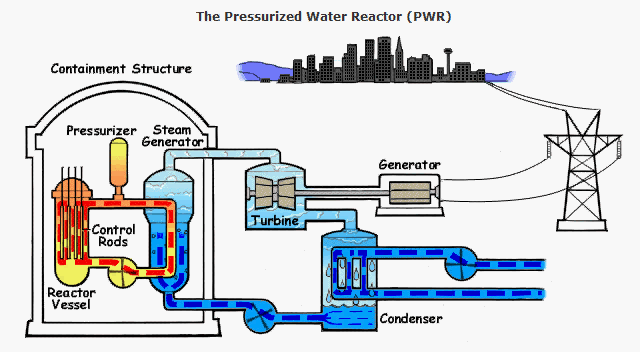 The Pressurized Water Reactor (PWR)
Containment Structure
Pressurizer
Steam
Generator
Generator
Turbine
Control
Rods
Reactor
Vessel
Condenser